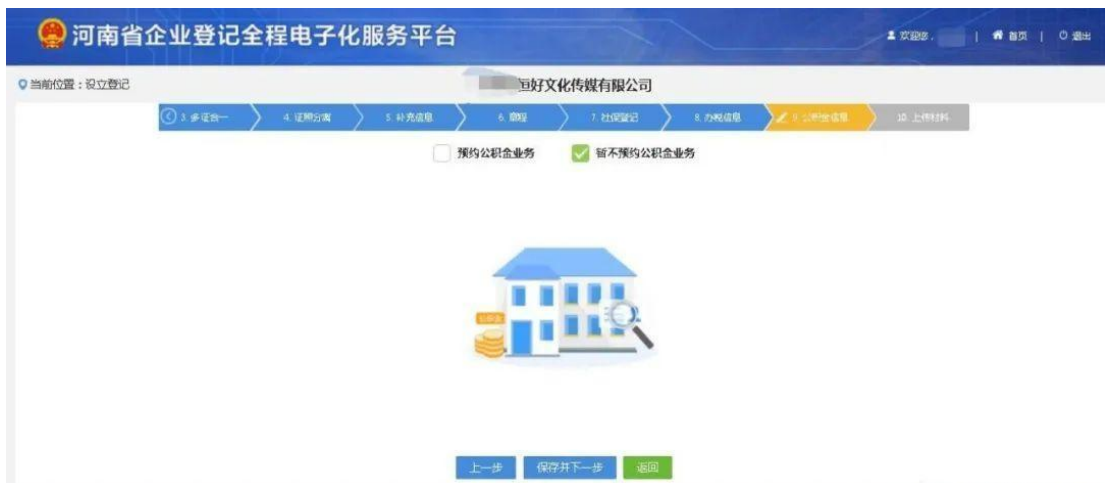 河南省企业登记全程电子化服务平台
欢迎您, | 首页 | 退出
当前位置:设立登记
恒好文化传媒有限公司
3. 多证合一
4. 证照分离
5. 补充信息
6. 章程
7. 社保登记
8. 办税信息
9. 公积金信息
10. 上传材料
预约公积金业务
暂不预约公积金业务
公积金
上一步
保存并下一步
返回